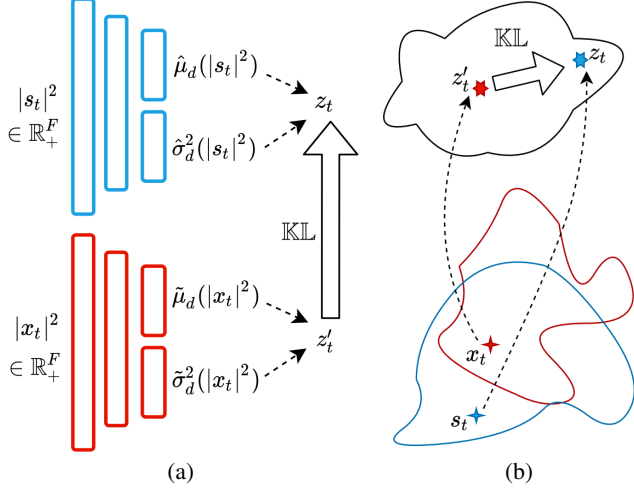 |s_t|^2
∈ ℝ_+^F
μ̂_d(|s_t|^2)
σ̂_d^2(|s_t|^2)
z_t
𝕂𝕃
|x_t|^2
∈ ℝ_+^F
μ̃_d(|x_t|^2)
σ̃_d^2(|x_t|^2)
z'_t
(a)
𝕂𝕃
z'_t
z_t
x_t
s_t
(b)